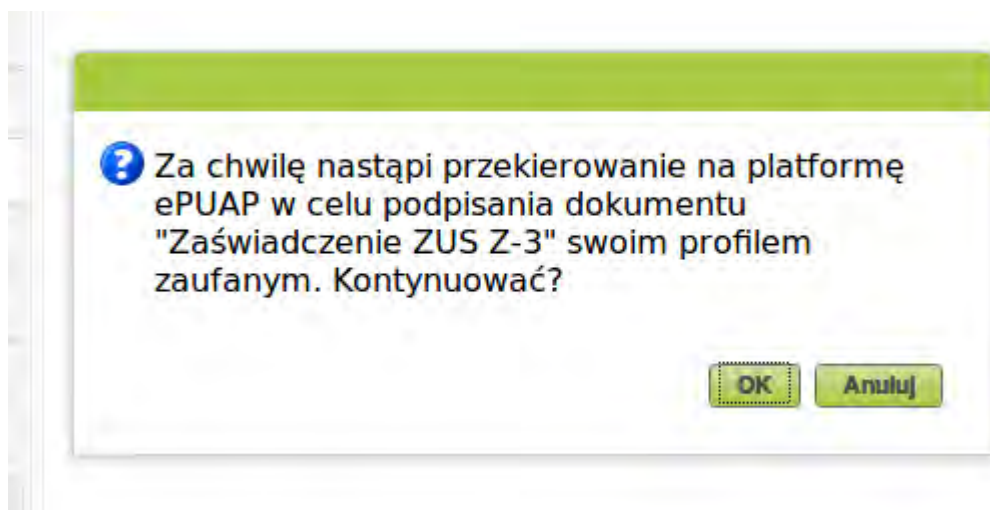 Za chwilę nastąpi przekierowanie na platformę
ePUAP w celu podpisania dokumentu
"Zaświadczenie ZUS Z-3" swoim profilem
zaufanym. Kontynuować?
OK Anuluj